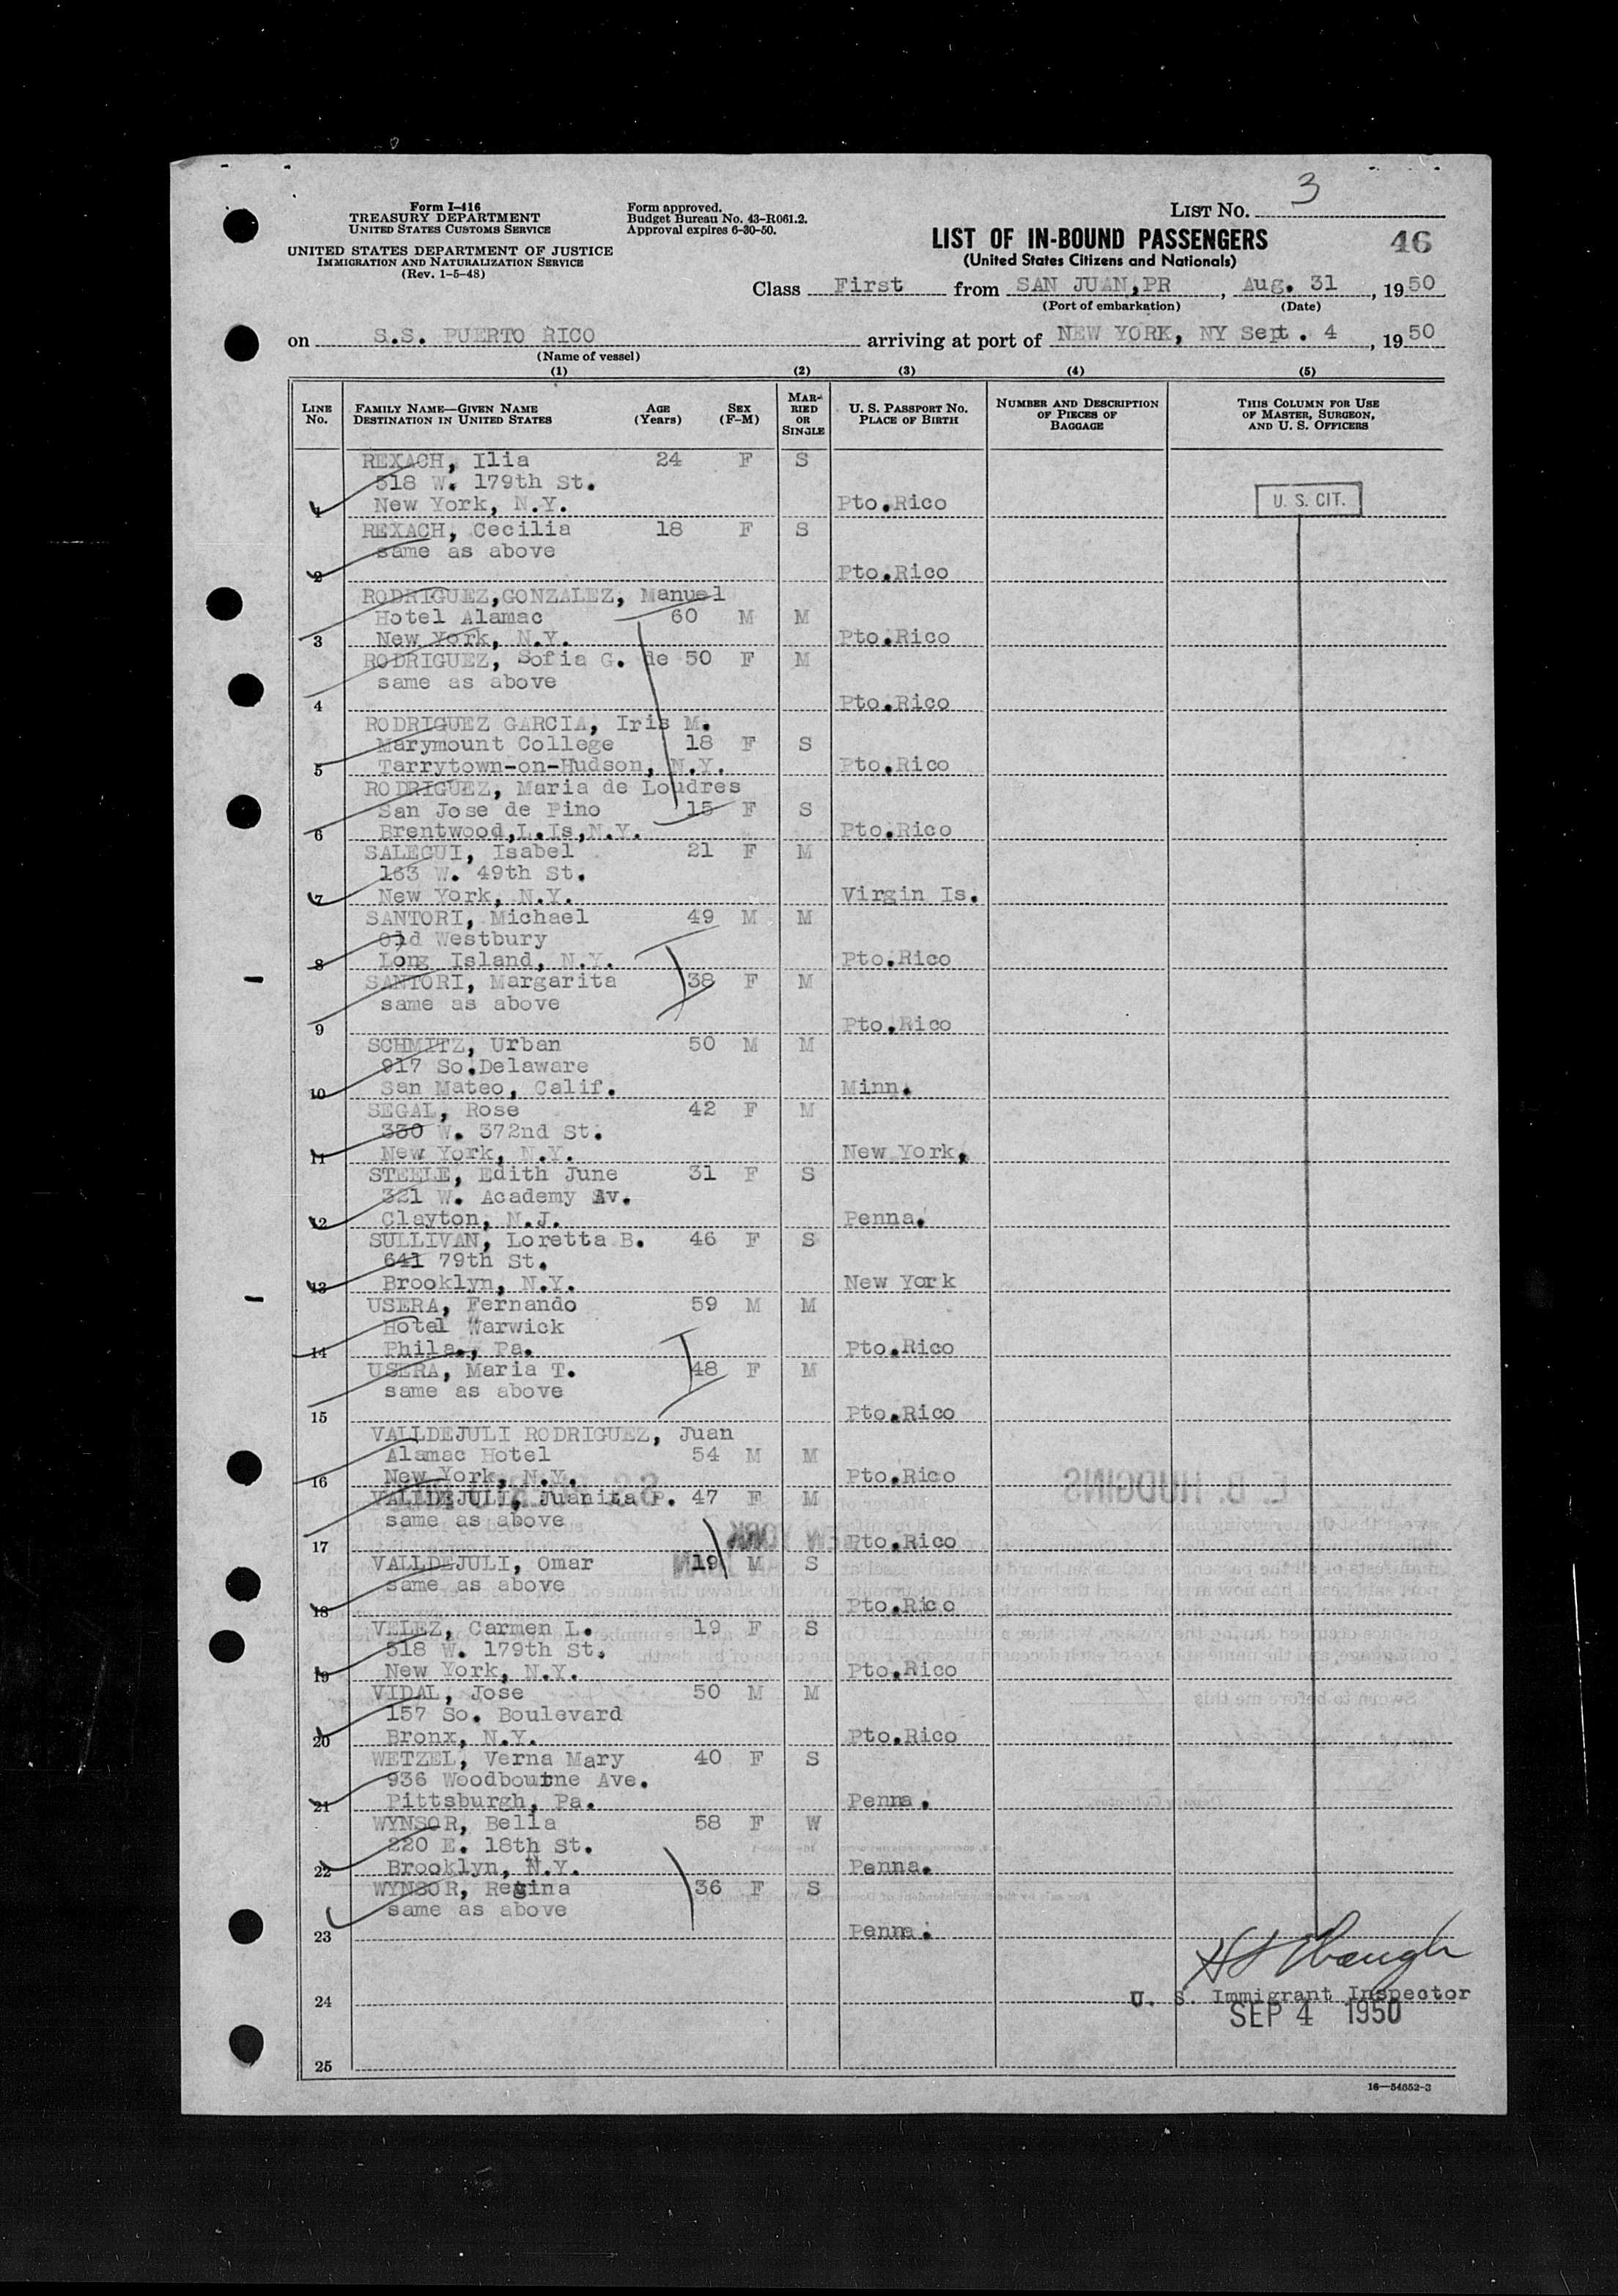 3
Form I-416
TREASURY DEPARTMENT
UNITED STATES CUSTOMS SERVICE
UNITED STATES DEPARTMENT OF JUSTICE
IMMIGRATION AND NATURALIZATION SERVICE
(Rev. 1-5-48)
Form approved.
Budget Bureau No. 43-R061.2.
Approval expires 6-30-50.
LIST NO.
LIST OF IN-BOUND PASSENGERS
46
(United States Citizens and Nationals)
Class First from SAN JUAN, PR, Aug. 31, 1950
(Port of embarkation) (Date)
on S.S. PUERTO RICO arriving at port of NEW YORK, NY Sept. 4, 1950
(Name of vessel)
(1) (2) (3) (4) (5)
LINE NO.
FAMILY NAME—GIVEN NAME
DESTINATION IN UNITED STATES
AGE (Years)
SEX (F-M)
MARRIED OR SINGLE
U. S. PASSPORT NO.
PLACE OF BIRTH
NUMBER AND DESCRIPTION OF PIECES OF BAGGAGE
THIS COLUMN FOR USE OF MASTER, SURGEON, AND U. S. OFFICERS
REXACH, Ilia 24 F S
518 W. 179th St.
1 New York, N.Y. Pto.Rico U. S. CIT.
REXACH, Cecilia 18 F S
same as above
2 Pto.Rico
RODRIGUEZ,GONZALEZ, Manuel
Hotel Alamac 60 M M
3 New York, N.Y. Pto.Rico
RODRIGUEZ, Sofia G. de 50 F M
same as above
4 Pto.Rico
RODRIGUEZ GARCIA, Iris M.
Marymount College 18 F S
5 Tarrytown-on-Hudson, N.Y. Pto.Rico
RODRIGUEZ, Maria de Loudres
San Jose de Pino 15 F S
6 Brentwood,L.Is,N.Y. Pto.Rico
SALEGUI, Isabel 21 F M
163 W. 49th St.
7 New York, N.Y. Virgin Is.
SANTORI, Michael 49 M M
Old Westbury
8 Long Island, N.Y. Pto.Rico
SANTORI, Margarita 38 F M
same as above
9 Pto.Rico
SCHMITZ, Urban 50 M M
917 So.Delaware
10 San Mateo, Calif. Minn.
SEGAL, Rose 42 F M
330 W. 372nd St.
11 New York, N.Y. New York,
STEELE, Edith June 31 F S
321 W. Academy Av.
12 Clayton, N.J. Penna.
SULLIVAN, Loretta B. 46 F S
641 79th St.
13 Brooklyn, N.Y. New York
USERA, Fernando 59 M M
Hotel Warwick
14 Phila., Pa. Pto.Rico
USERA, Maria T. 48 F M
same as above
15 Pto.Rico
VALLDEJULI RODRIGUEZ, Juan
Alamac Hotel 54 M M
16 New York, N.Y. Pto.Rico
VALLDEJULI, Juanita P. 47 F M
same as above
17 Pto.Rico
VALLDEJULI, Omar 19 M S
same as above
18 Pto.Rico
VELEZ, Carmen L. 19 F S
518 W. 179th St.
19 New York, N.Y. Pto.Rico
VIDAL, Jose 50 M M
157 So. Boulevard
20 Bronx, N.Y. Pto.Rico
WETZEL, Verna Mary 40 F S
936 Woodbourne Ave.
21 Pittsburgh, Pa. Penna.
WYNSOR, Bella 58 F W
220 E. 18th St.
22 Brooklyn, N.Y. Penna.
WYNSOR, Regina 36 F S
same as above
23 Penna.
24 U. S. Immigrant Inspector
SEP 4 1950
25
16—54652-3